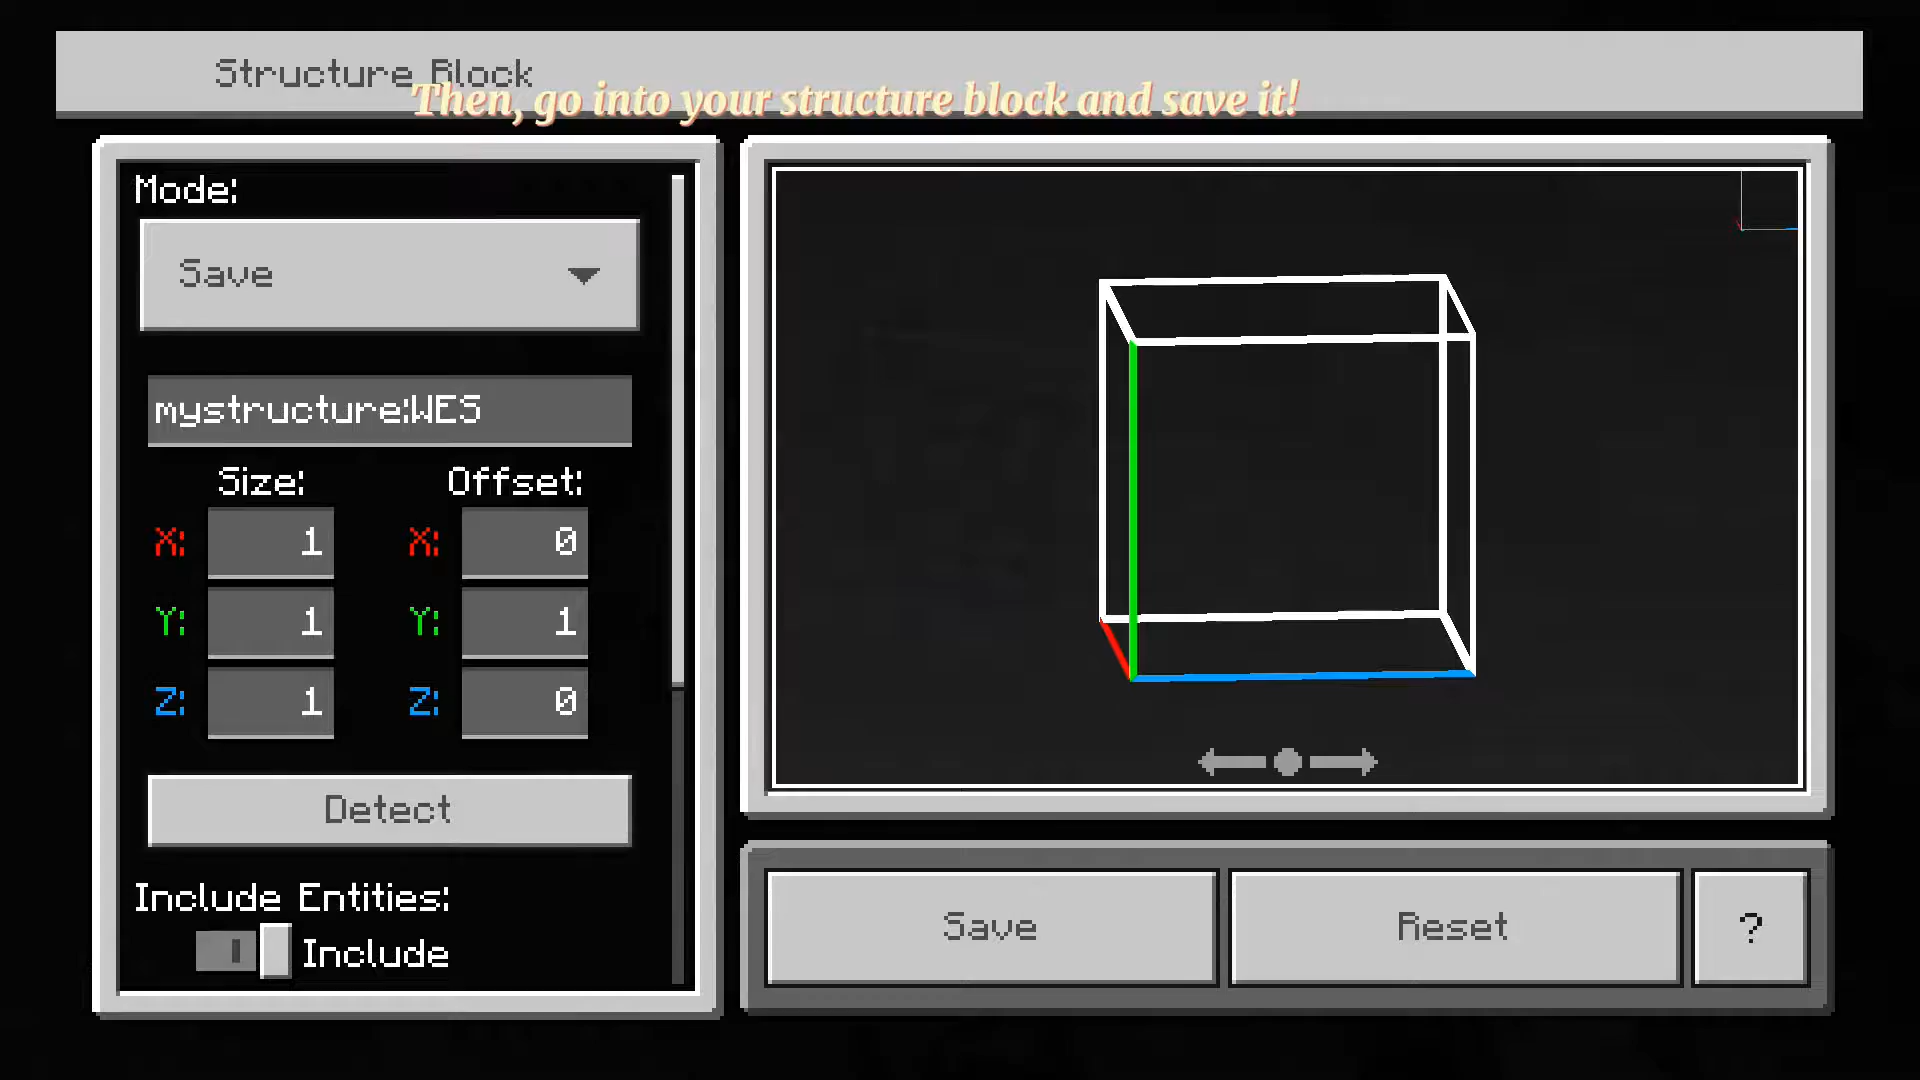 Structure Block
Then, go into your structure block and save it!
Mode:
Save
mystructure:WES
Size: Offset:
X: 1 X: 0
Y: 1 Y: 1
Z: 1 Z: 0
Detect
Include Entities:
Include
Save Reset ?